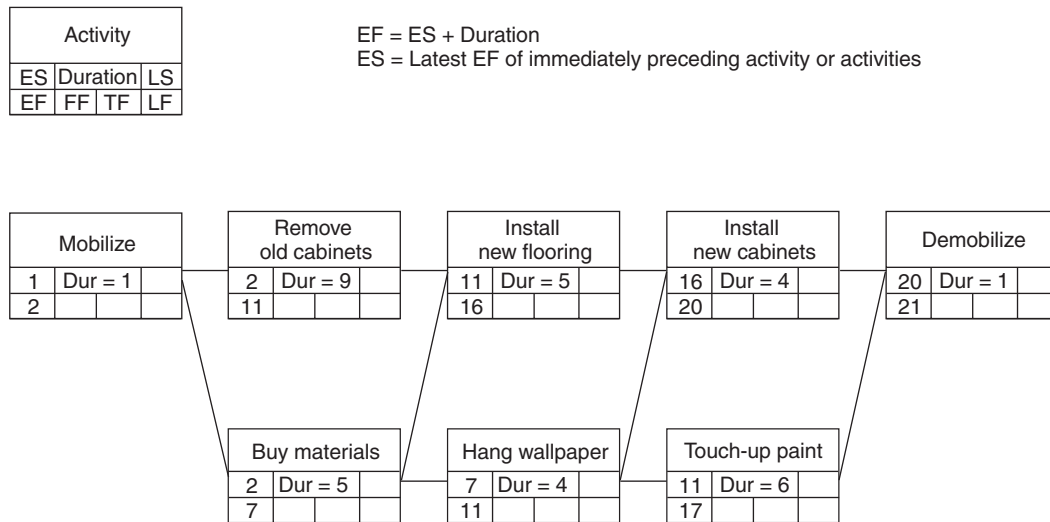 Activity
ES Duration LS
EF FF TF LF
EF = ES + Duration
ES = Latest EF of immediately preceding activity or activities
Mobilize
1 Dur = 1
2
Remove
old cabinets
2 Dur = 9
11
Install
new flooring
11 Dur = 5
16
Install
new cabinets
16 Dur = 4
20
Demobilize
20 Dur = 1
21
Buy materials
2 Dur = 5
7
Hang wallpaper
7 Dur = 4
11
Touch-up paint
11 Dur = 6
17